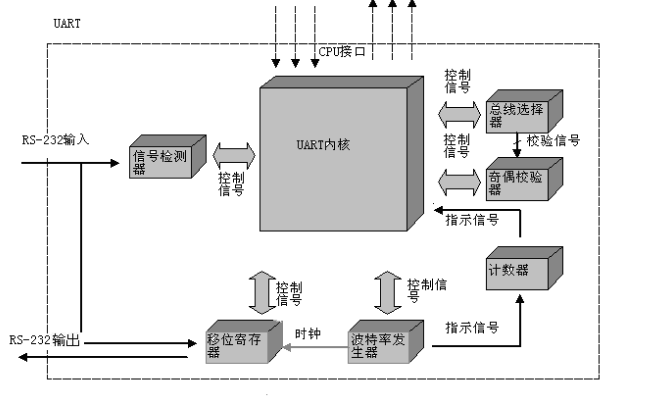 UART
CPU接口
控制
信号
总线选择
器
RS-232输入
信号检测
器
UART内核
控制
信号
校验信号
控制
信号
奇偶校验
器
指示信号
计数器
控制
信号
控制信
号
RS-232输出
移位寄存
器
时钟
波特率发
生器
指示信号